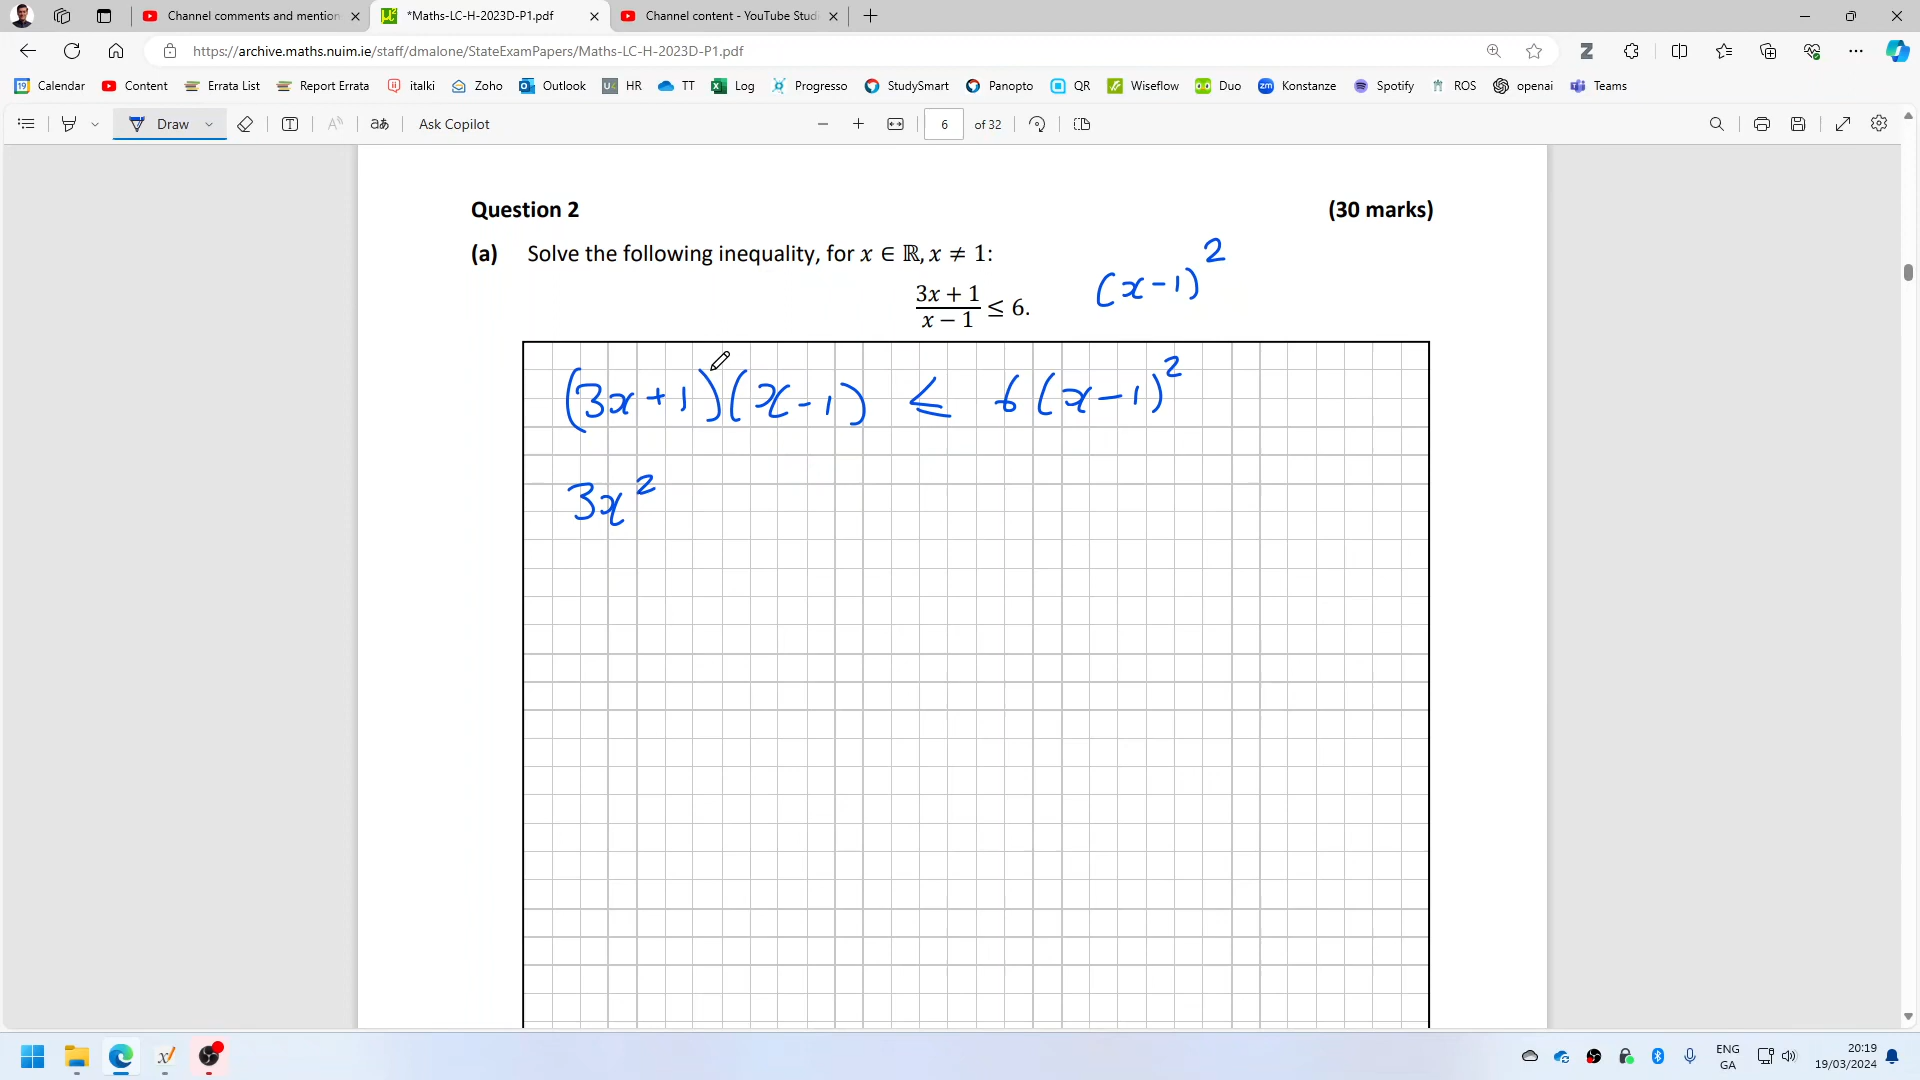 Channel comments and mention
*Maths-LC-H-2023D-P1.pdf
Channel content - YouTube Studi
https://archive.maths.nuim.ie/staff/dmalone/StateExamPapers/Maths-LC-H-2023D-P1.pdf
Calendar Content Errata List Report Errata italki Zoho Outlook HR TT Log Progresso StudySmart Panopto QR Wiseflow Duo Konstanze Spotify ROS openai Teams
Draw Ask Copilot 6 of 32
Question 2 (30 marks)
(a) Solve the following inequality, for x ∈ ℝ, x ≠ 1:
(x-1)²
3x + 1
x − 1
≤ 6.
(3x+1)(x-1) ≤ 6(x-1)²
3x²
ENG 20:19
GA 19/03/2024